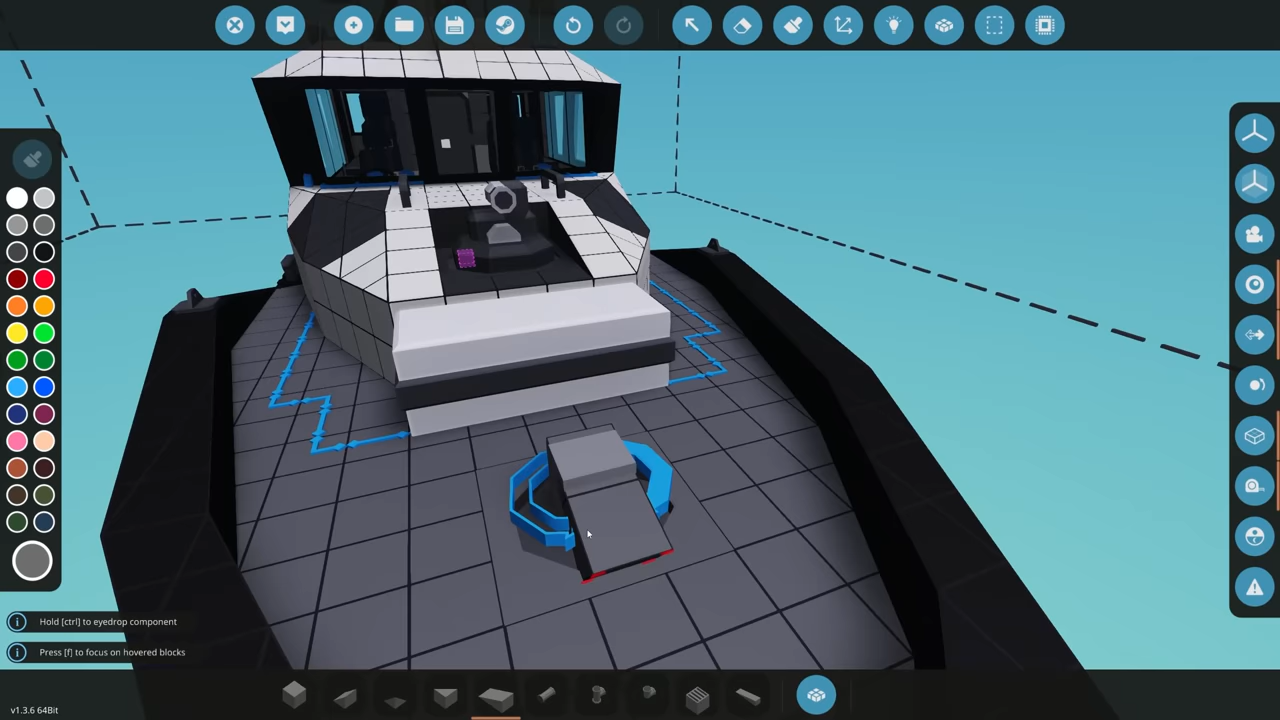 Hold [ctrl] to eyedrop component
Press [f] to focus on hovered blocks
v1.3.6 64Bit